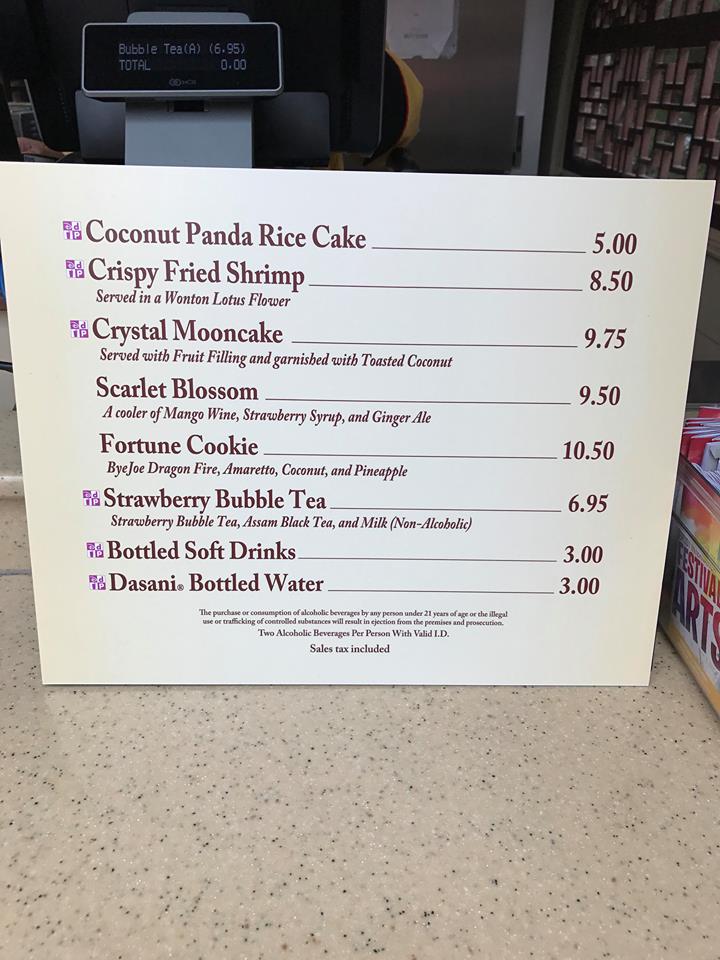 Bubble Tea(A) (6.95)
TOTAL 0.00
Coconut Panda Rice Cake 5.00
Crispy Fried Shrimp 8.50
Served in a Wonton Lotus Flower
Crystal Mooncake 9.75
Served with Fruit Filling and garnished with Toasted Coconut
Scarlet Blossom 9.50
A cooler of Mango Wine, Strawberry Syrup, and Ginger Ale
Fortune Cookie 10.50
ByeJoe Dragon Fire, Amaretto, Coconut, and Pineapple
Strawberry Bubble Tea 6.95
Strawberry Bubble Tea, Assam Black Tea, and Milk (Non-Alcoholic)
Bottled Soft Drinks 3.00
Dasani® Bottled Water 3.00
The purchase or consumption of alcoholic beverages by any person under 21 years of age or the illegal
use or trafficking of controlled substances will result in ejection from the premises and prosecution.
Two Alcoholic Beverages Per Person With Valid I.D.
Sales tax included
FESTIVA
ARTS